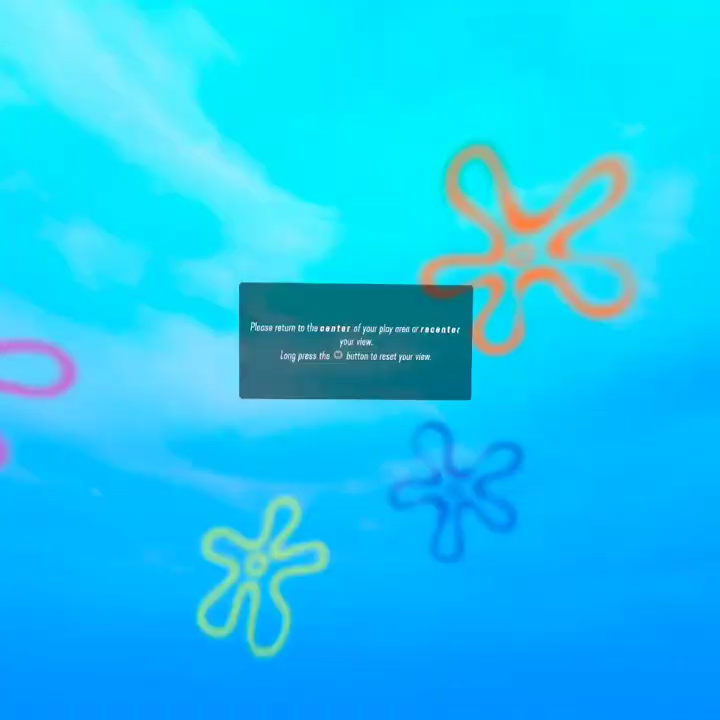 Please return to the center of your play area or recenter
your view.
Long press the button to reset your view.